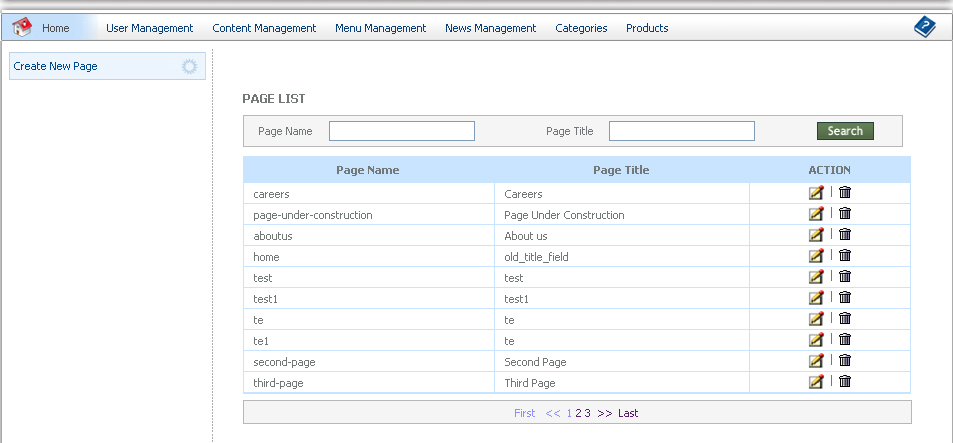 Home User Management Content Management Menu Management News Management Categories Products ?
Create New Page
PAGE LIST
Page Name Page Title Search
Page Name Page Title ACTION
careers Careers |
page-under-construction Page Under Construction |
aboutus About us |
home old_title_field |
test test |
test1 test1 |
te te |
te1 te |
second-page Second Page |
third-page Third Page |
First << 1 2 3 >> Last